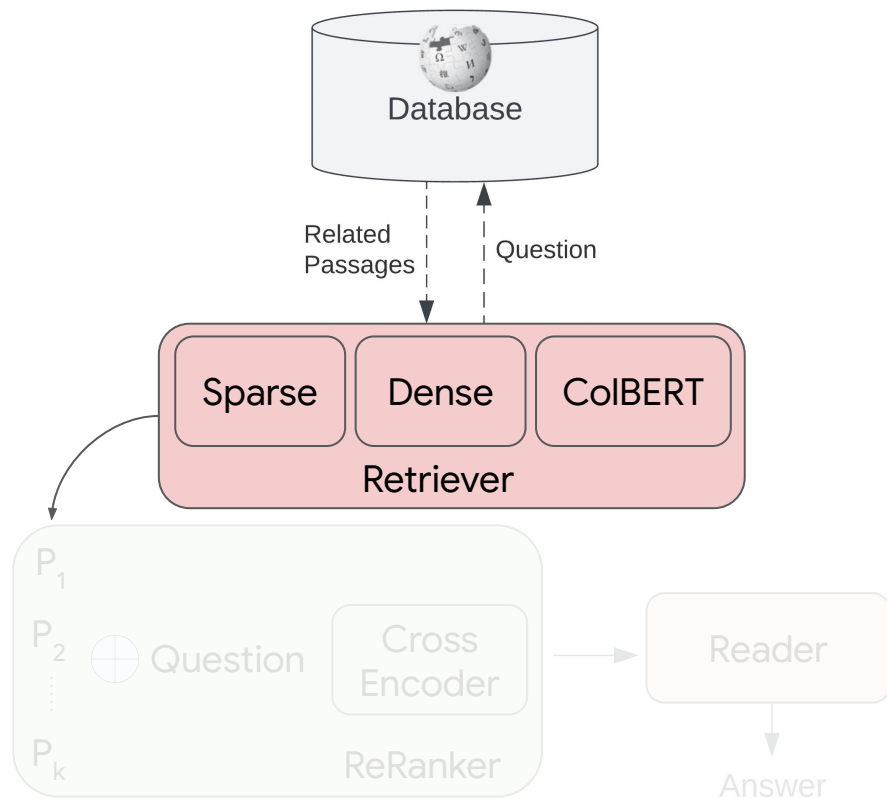 Database
Related
Passages
Question
Sparse
Dense
ColBERT
Retriever
P1
P2
Question
Cross
Encoder
Pk
ReRanker
Reader
Answer